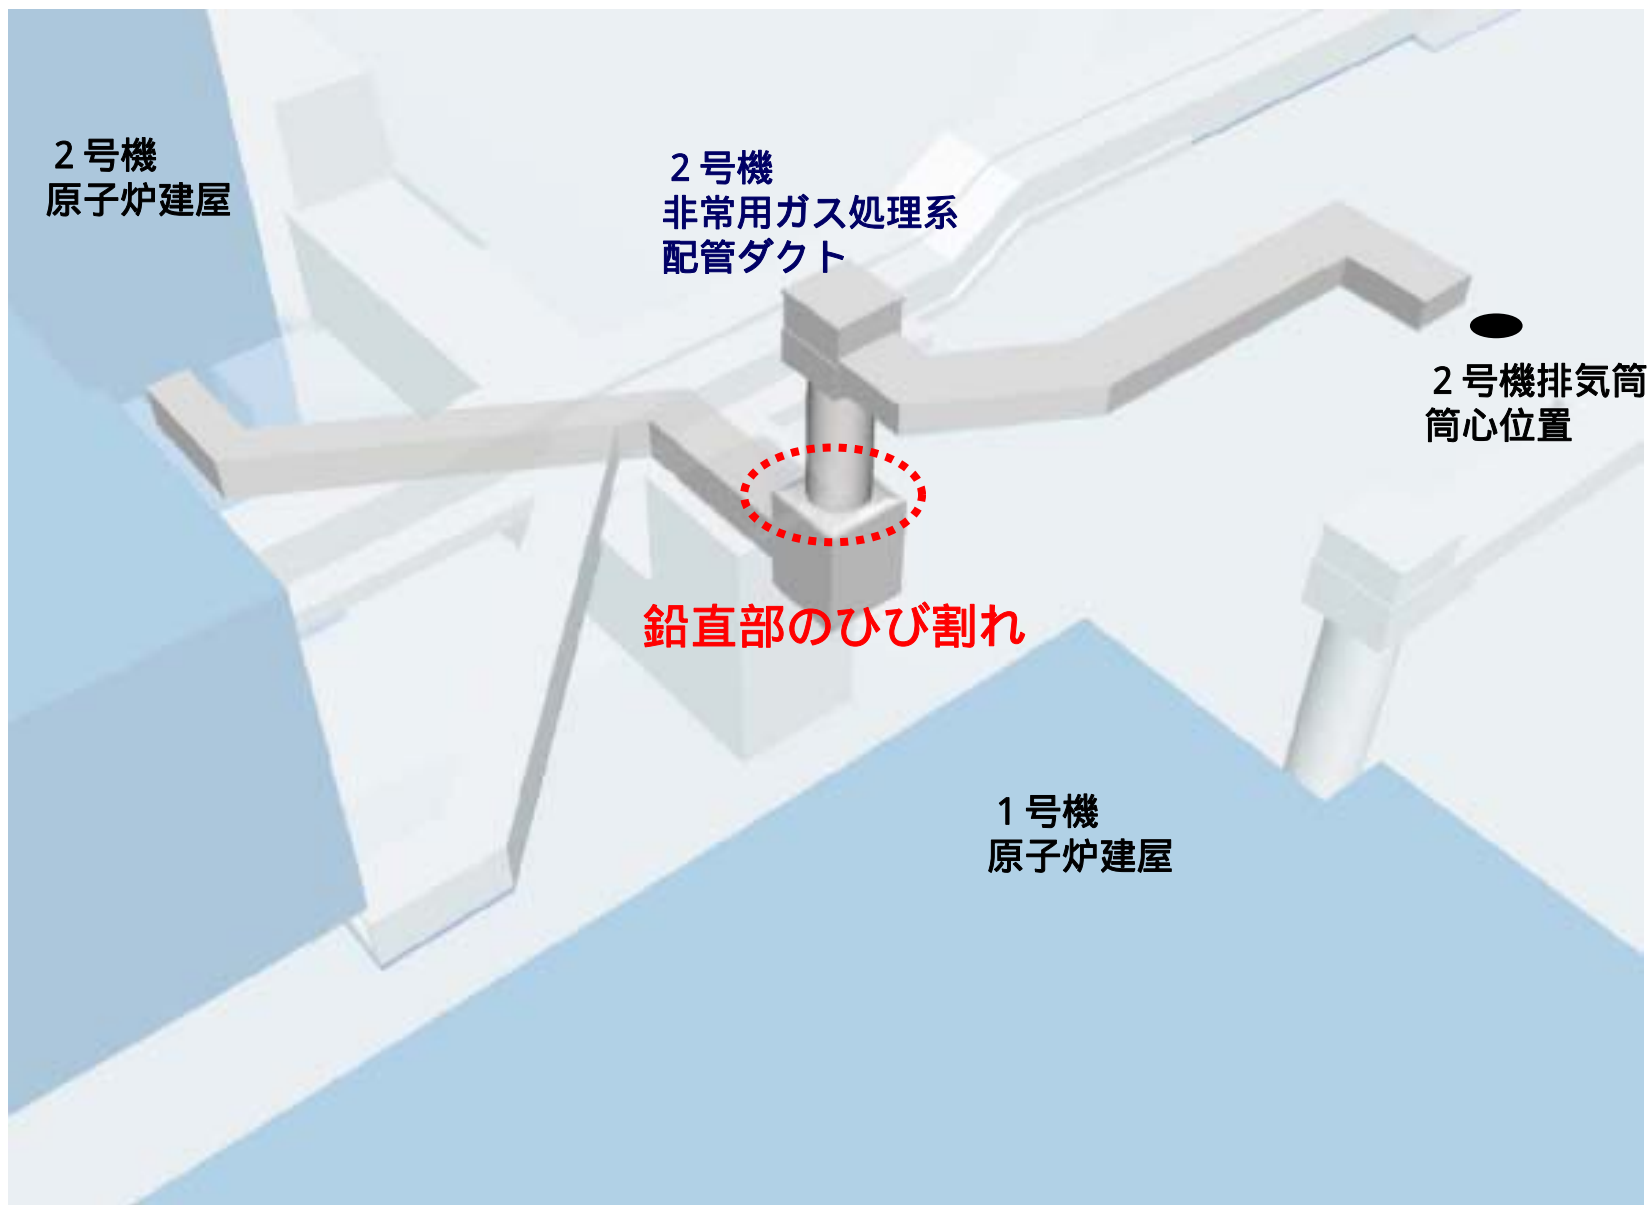 ２号機
原子炉建屋
２号機
非常用ガス処理系
配管ダクト
２号機排気筒
筒心位置
鉛直部のひび割れ
１号機
原子炉建屋